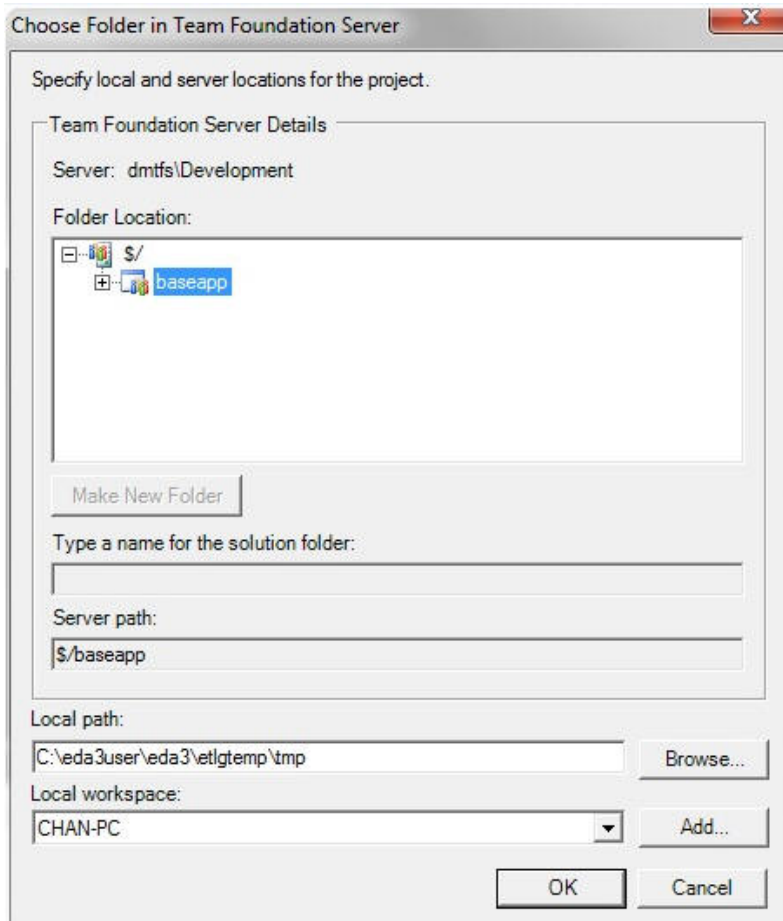 Choose Folder in Team Foundation Server
Specify local and server locations for the project.
Team Foundation Server Details
Server: dmtfs\Development
Folder Location:
$/
baseapp
Make New Folder
Type a name for the solution folder:
Server path:
$/baseapp
Local path:
C:\eda3user\eda3\etlgtemp\tmp
Browse...
Local workspace:
CHAN-PC
Add...
OK
Cancel